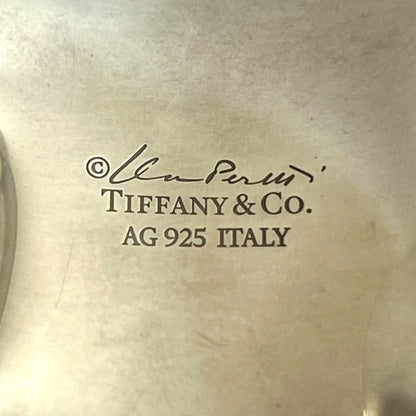 © Elsa Peretti
TIFFANY & CO.
AG 925 ITALY